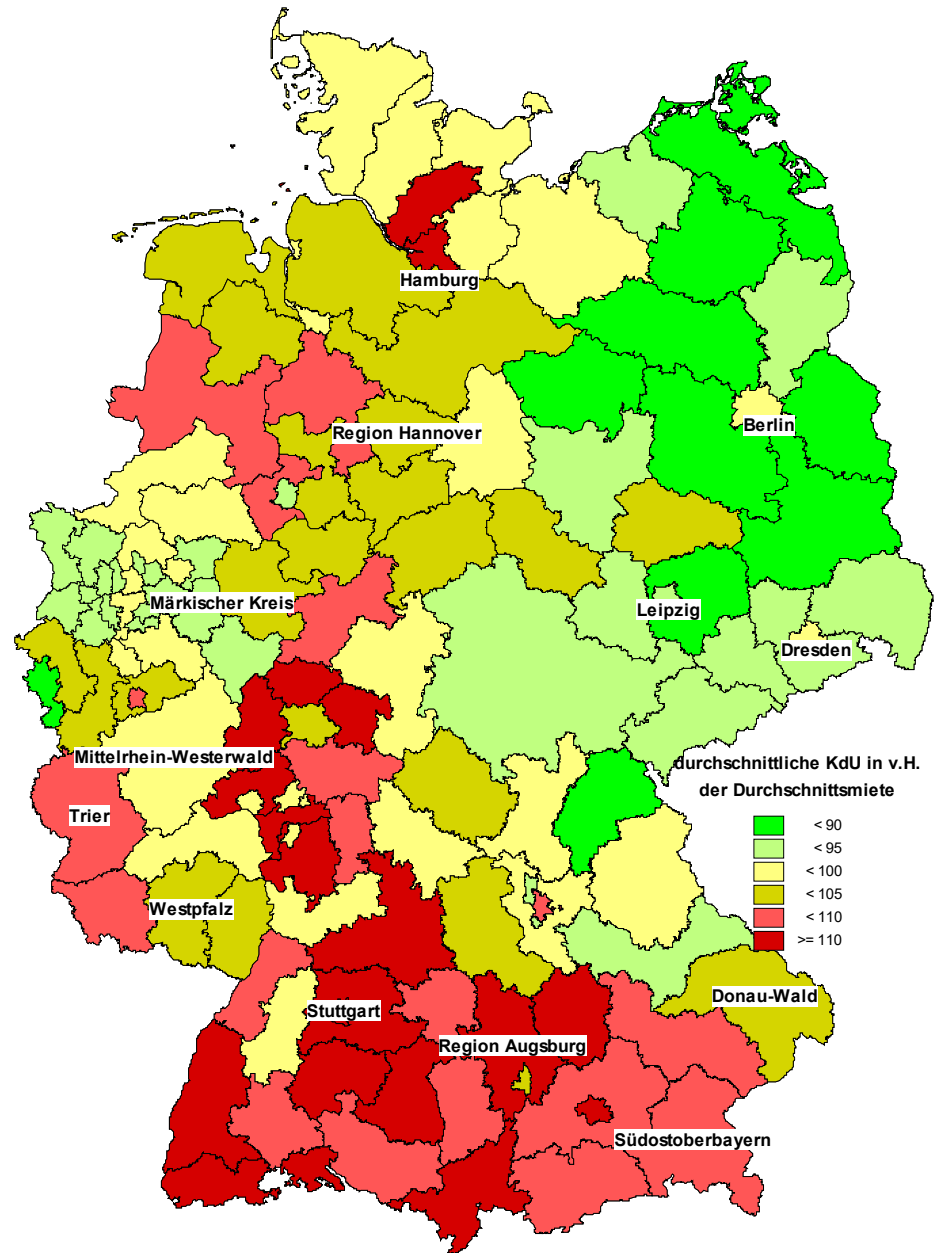 Hamburg
Berlin
Region Hannover
Märkischer Kreis
Leipzig
Dresden
Mittelrhein-Westerwald
durchschnittliche KdU in v.H.
der Durchschnittsmiete
Trier
< 90
< 95
< 100
< 105
< 110
>= 110
Westpfalz
Donau-Wald
Stuttgart
Region Augsburg
Südostoberbayern